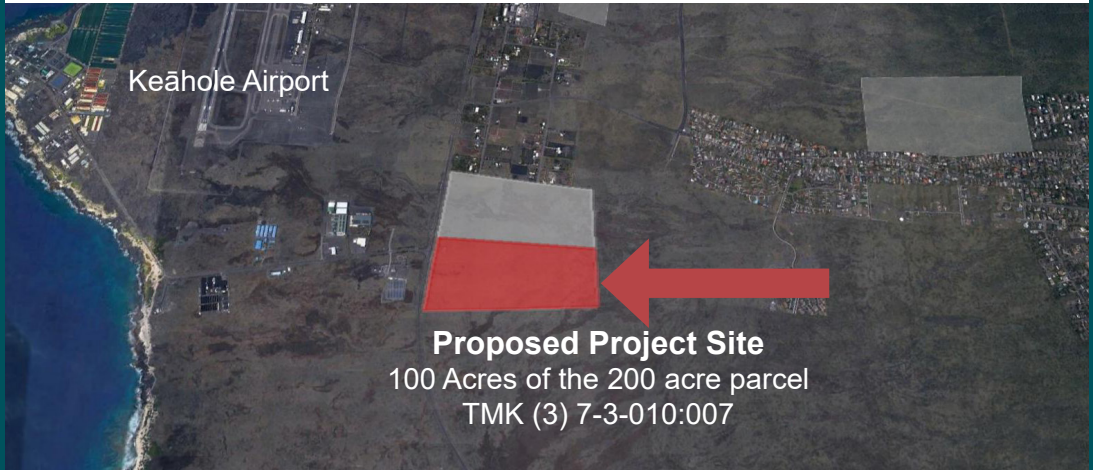 Keāhole Airport
Proposed Project Site
100 Acres of the 200 acre parcel
TMK (3) 7-3-010:007